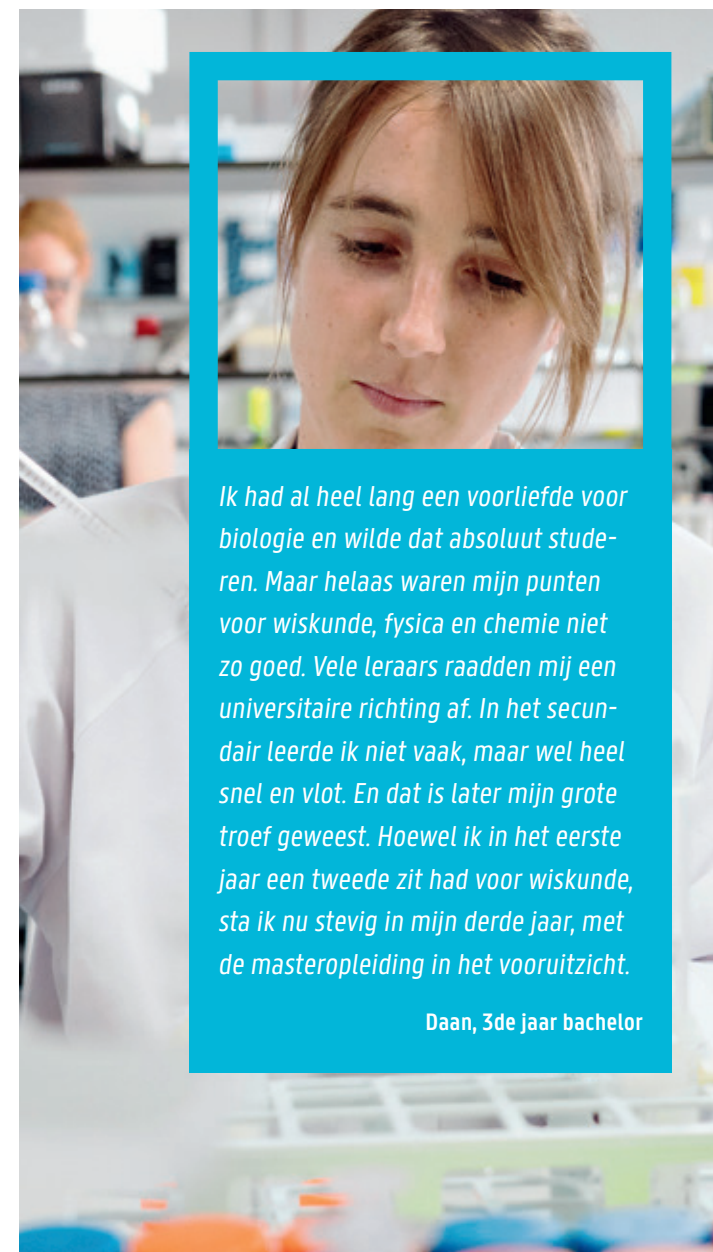 Ik had al heel lang een voorliefde voor
biologie en wilde dat absoluut stude-
ren. Maar helaas waren mijn punten
voor wiskunde, fysica en chemie niet
zo goed. Vele leraars raadden mij een
universitaire richting af. In het secun-
dair leerde ik niet vaak, maar wel heel
snel en vlot. En dat is later mijn grote
troef geweest. Hoewel ik in het eerste
jaar een tweede zit had voor wiskunde,
sta ik nu stevig in mijn derde jaar, met
de masteropleiding in het vooruitzicht.
Daan, 3de jaar bachelor